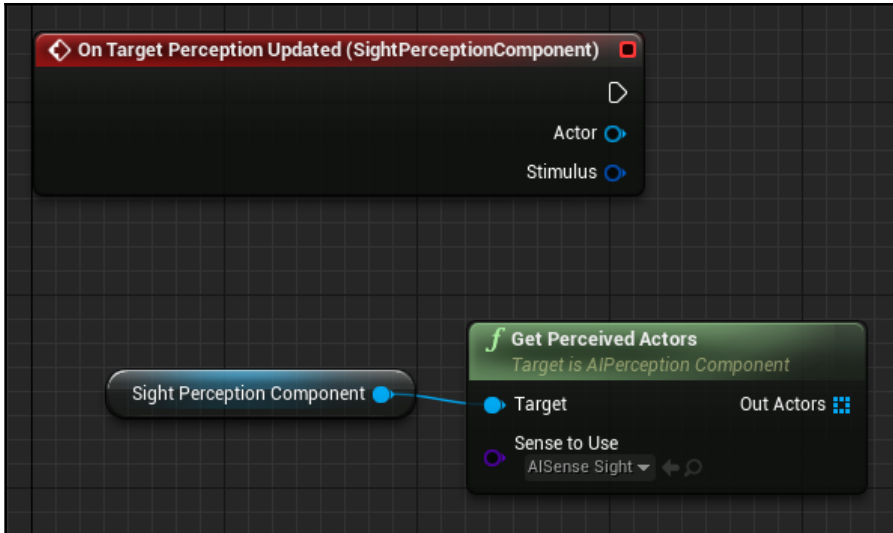 On Target Perception Updated (SightPerceptionComponent)
Actor
Stimulus
Sight Perception Component
f Get Perceived Actors
Target is AIPerception Component
Target Out Actors
Sense to Use
AISense Sight